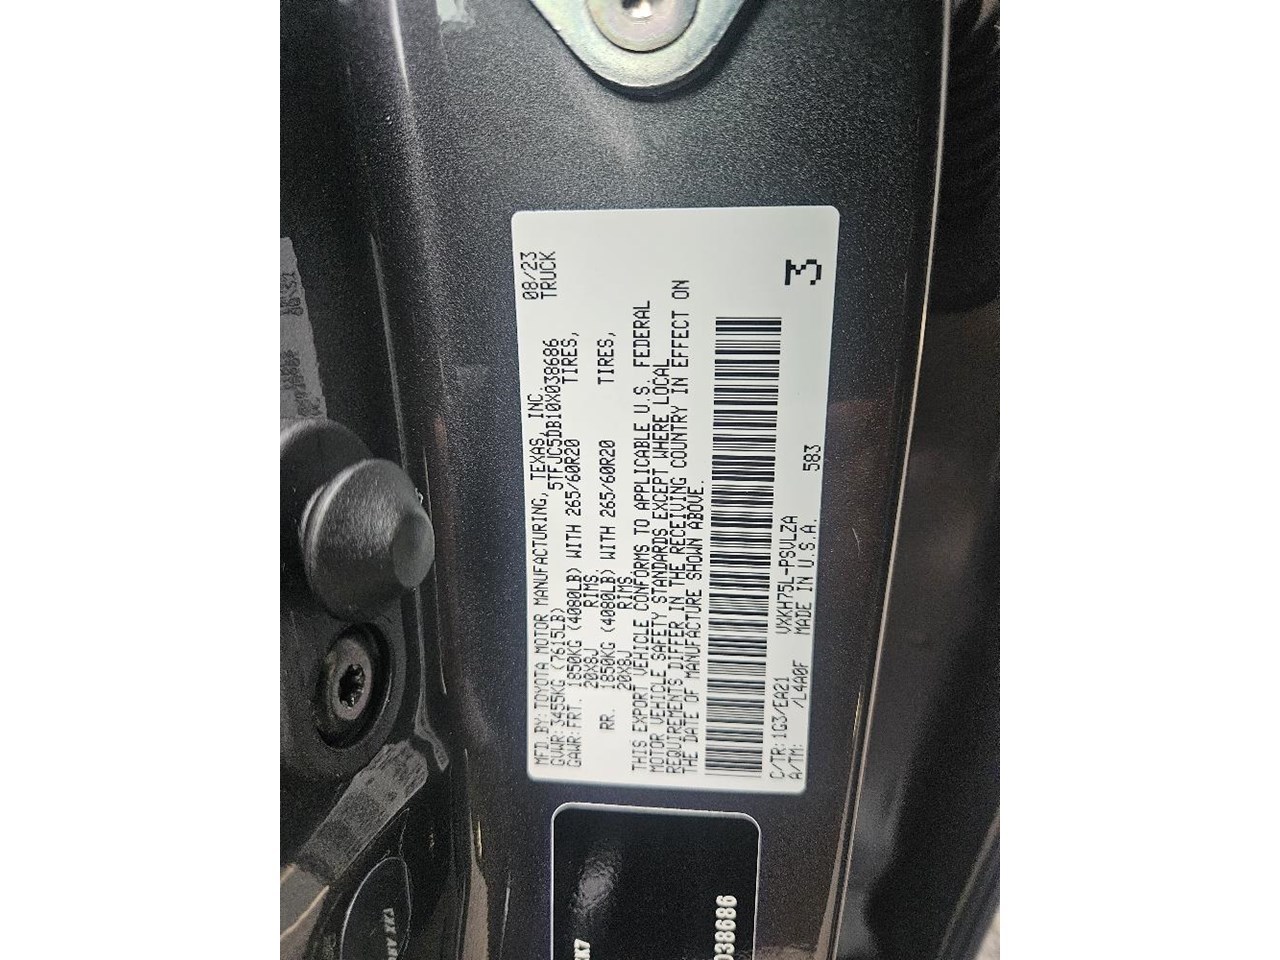 MFD.BY: TOYOTA MOTOR MANUFACTURING, TEXAS, INC. 08/23
GVWR: 3455KG (7615LB) 5TFJC5DB10X038686 TRUCK
GAWR: FRT. 1850KG (4080LB) WITH 265/60R20 TIRES,
20X8J RIMS,
RR. 1850KG (4080LB) WITH 265/60R20 TIRES,
20X8J RIMS.
THIS EXPORT VEHICLE CONFORMS TO APPLICABLE U.S. FEDERAL
MOTOR VEHICLE SAFETY STANDARDS EXCEPT WHERE LOCAL
REQUIREMENTS DIFFER IN THE RECEIVING COUNTRY IN EFFECT ON
THE DATE OF MANUFACTURE SHOWN ABOVE.
C/TR: 1G3/EA21 VXKH75L-PSVLZA
A/TM: /L4A0F MADE IN U.S.A. 583 3
038686